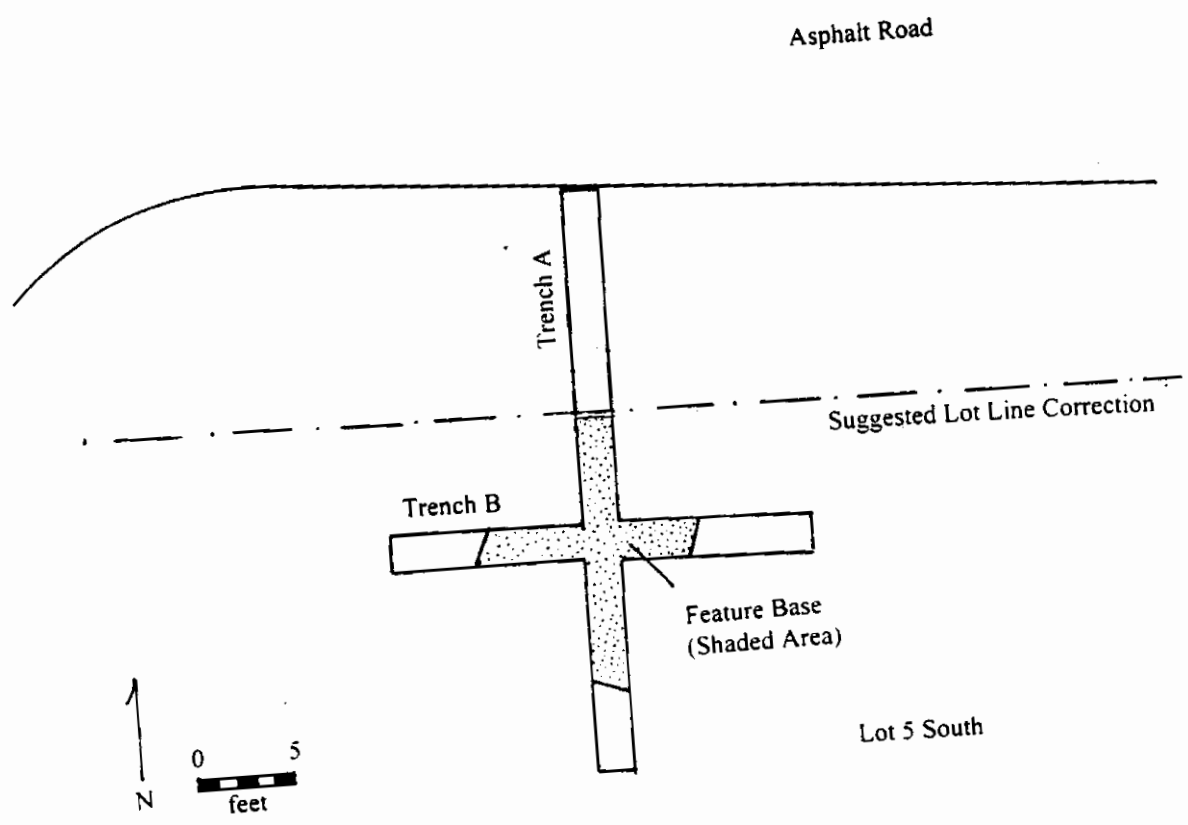 Asphalt Road
Trench A
Suggested Lot Line Correction
Trench B
Feature Base
(Shaded Area)
Lot 5 South
0 5
feet
N